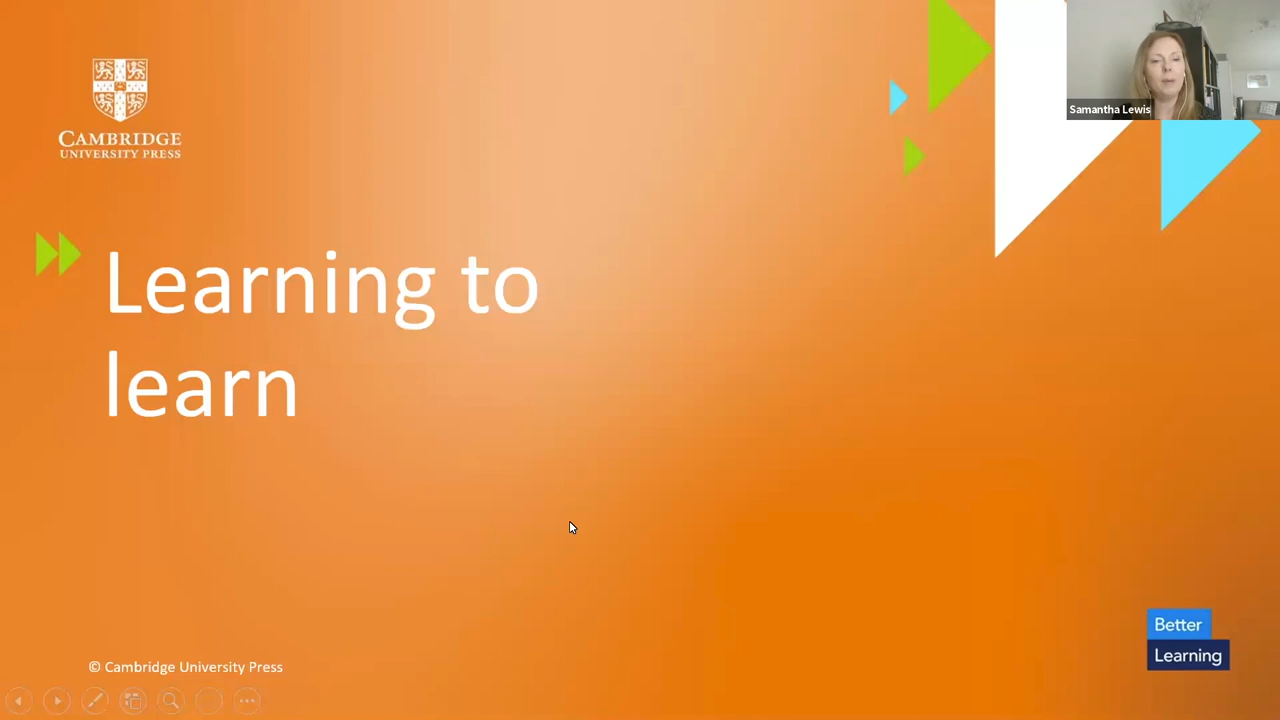 CAMBRIDGE
UNIVERSITY PRESS
Samantha Lewis
Learning to
learn
Better
Learning
© Cambridge University Press